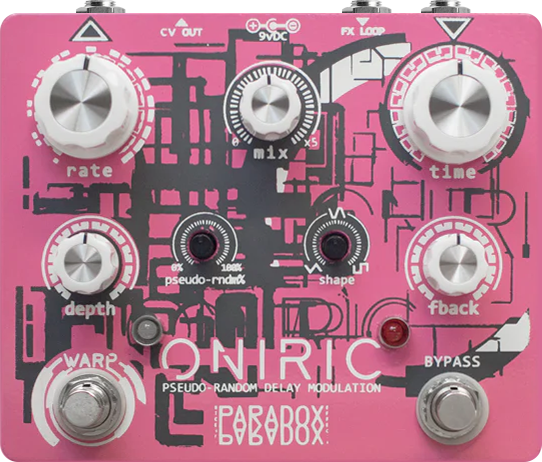 CV OUT
9VDC
FX LOOP
rate
0
x5
mix
time
0%
100%
pseudo-rndm%
shape
depth
fback
WARP
ONIRIC
BYPASS
PSEUDO-RANDOM DELAY MODULATION
PARADOX